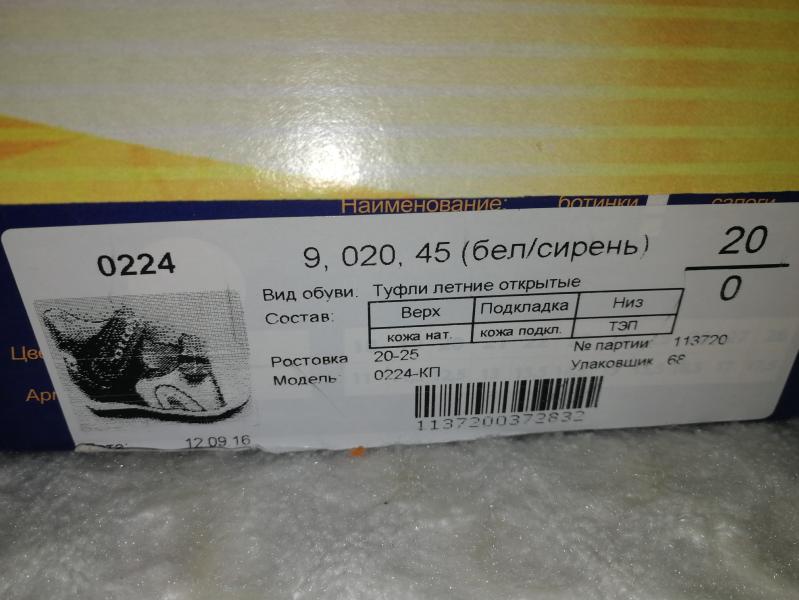 Наименование: ботинки сапоги
0224
9, 020, 45 (бел/сирень)
20
0
Вид обуви: Туфли летние открытые
Состав:
Верх Подкладка Низ
кожа нат. кожа подкл. ТЭП
Ростовка 20-25
№ партии 113720
Модель: 0224-КП
Упаковщик 68
1137200372832
12.09.16